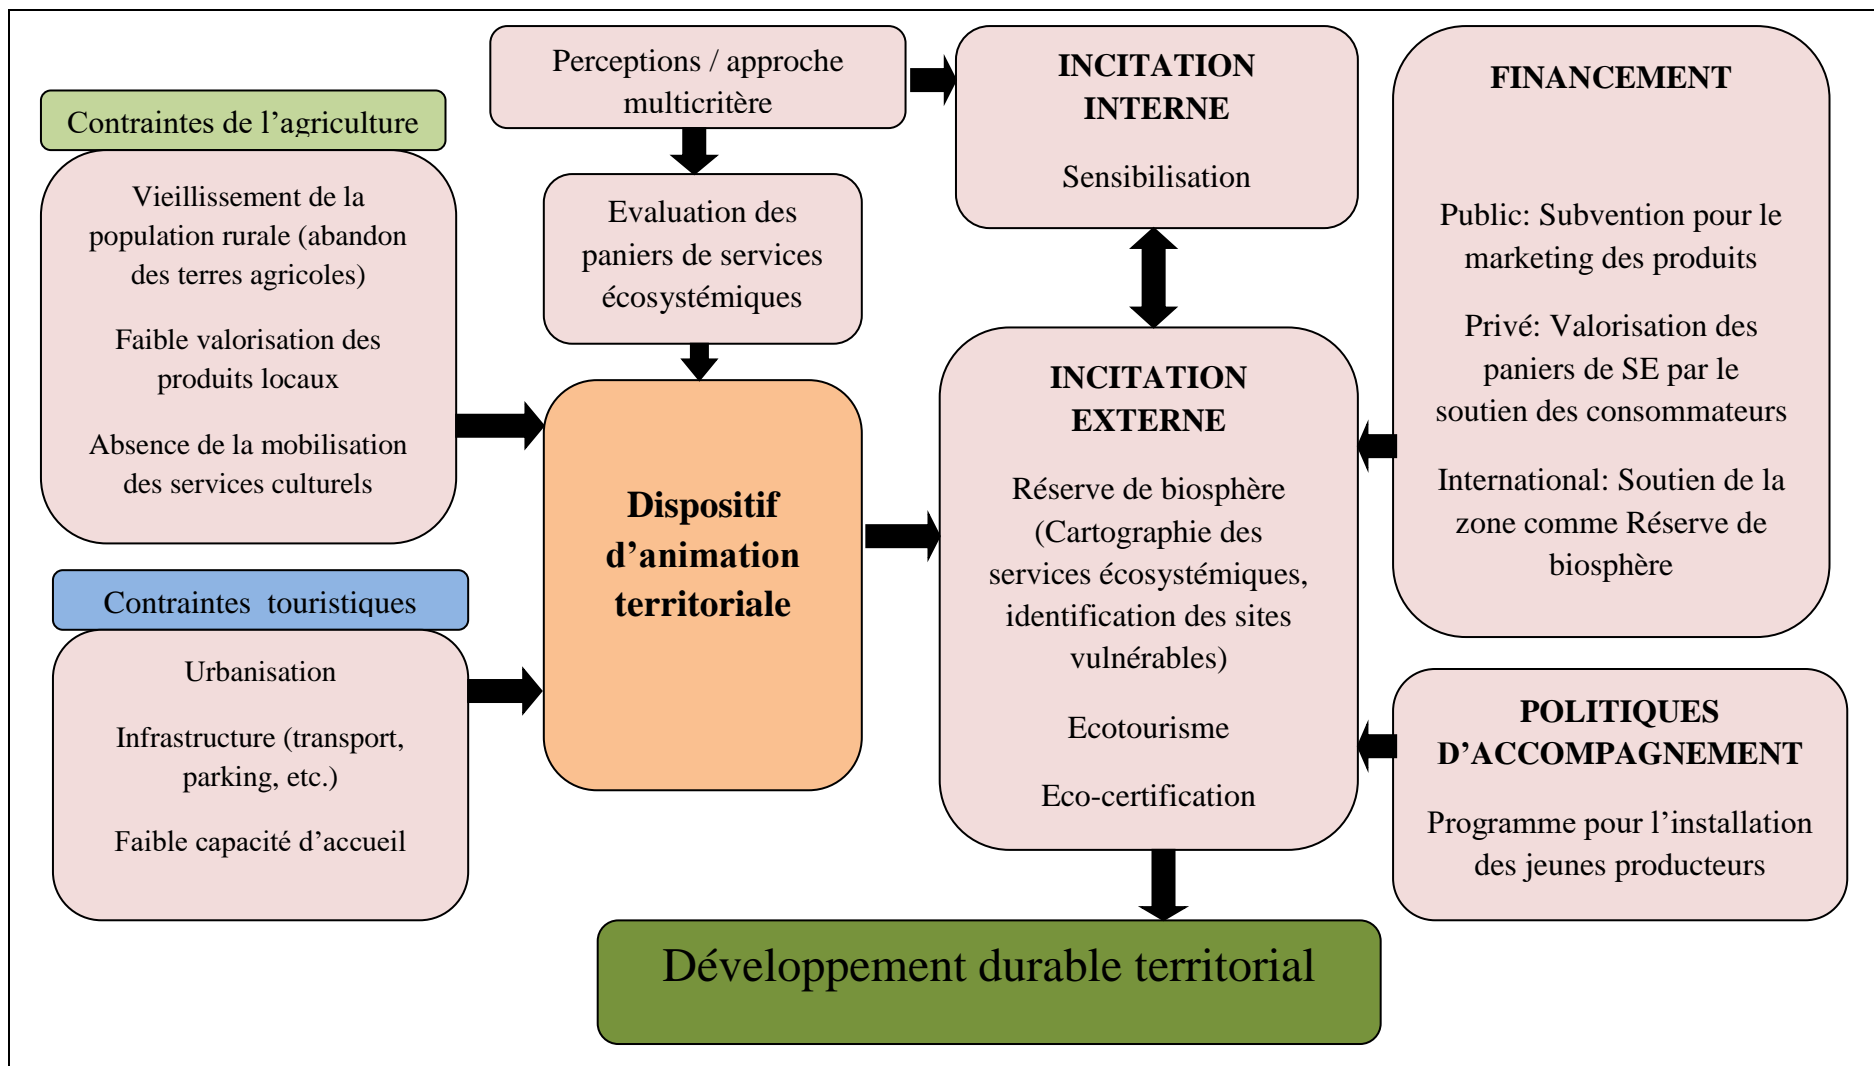 Perceptions / approche
multicritère
INCITATION
INTERNE
Sensibilisation
FINANCEMENT
Public: Subvention pour le
marketing des produits
Privé: Valorisation des
paniers de SE par le
soutien des consommateurs
International: Soutien de la
zone comme Réserve de
biosphère
Contraintes de l’agriculture
Vieillissement de la
population rurale (abandon
des terres agricoles)
Faible valorisation des
produits locaux
Absence de la mobilisation
des services culturels
Evaluation des
paniers de services
écosystémiques
Dispositif
d’animation
territoriale
INCITATION
EXTERNE
Réserve de biosphère
(Cartographie des
services écosystémiques,
identification des sites
vulnérables)
Ecotourisme
Eco-certification
Contraintes  touristiques
Urbanisation
Infrastructure (transport,
parking, etc.)
Faible capacité d’accueil
POLITIQUES
D’ACCOMPAGNEMENT
Programme pour l’installation
des jeunes producteurs
Développement durable territorial